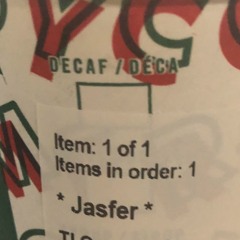 DECAF / DÉCA
Item: 1 of 1
Items in order: 1
* Jasfer *